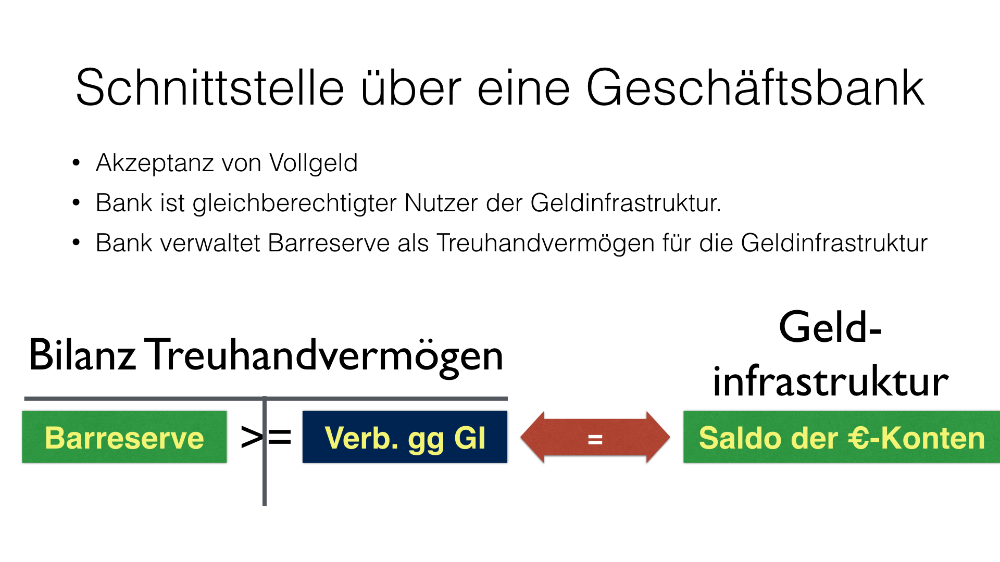 Schnittstelle über eine Geschäftsbank
• Akzeptanz von Vollgeld
• Bank ist gleichberechtigter Nutzer der Geldinfrastruktur.
• Bank verwaltet Barreserve als Treuhandvermögen für die Geldinfrastruktur
Bilanz Treuhandvermögen
Geld-
infrastruktur
Barreserve >= Verb. gg GI = Saldo der €-Konten